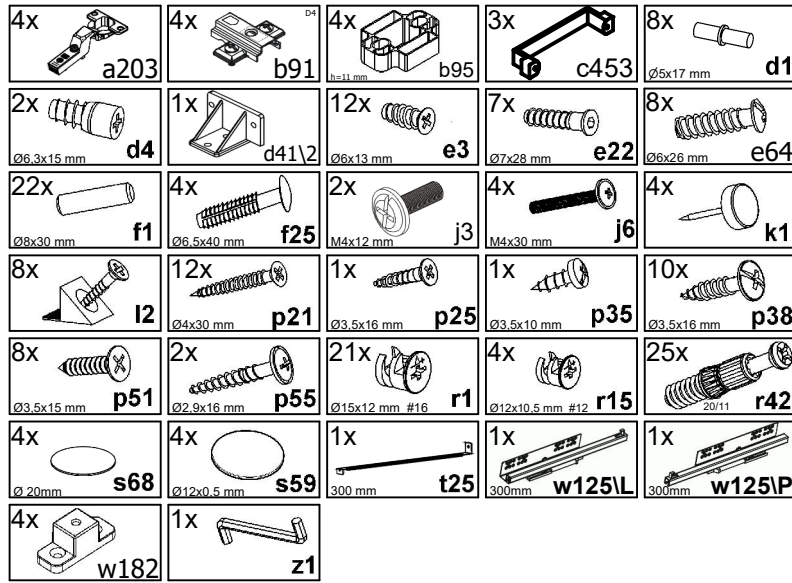 4x
a203
4x
D4
b91
4x
h=11 mm
b95
3x
c453
8x
Ø5x17 mm
d1
2x
Ø6,3x15 mm
d4
1x
d41\2
12x
Ø6x13 mm
e3
7x
Ø7x28 mm
e22
8x
Ø6x26 mm
e64
22x
Ø8x30 mm
f1
4x
Ø6,5x40 mm
f25
2x
M4x12 mm
j3
4x
M4x30 mm
j6
4x
k1
8x
l2
12x
Ø4x30 mm
p21
1x
Ø3,5x16 mm
p25
1x
Ø3,5x10 mm
p35
10x
Ø3,5x16 mm
p38
8x
Ø3,5x15 mm
p51
2x
Ø2,9x16 mm
p55
21x
Ø15x12 mm #16
r1
4x
Ø12x10,5 mm #12
r15
25x
20/11
r42
4x
Ø 20mm
s68
4x
Ø12x0,5 mm
s59
1x
300 mm
t25
1x
300mm
w125\L
1x
300mm
w125\P
4x
w182
1x
z1